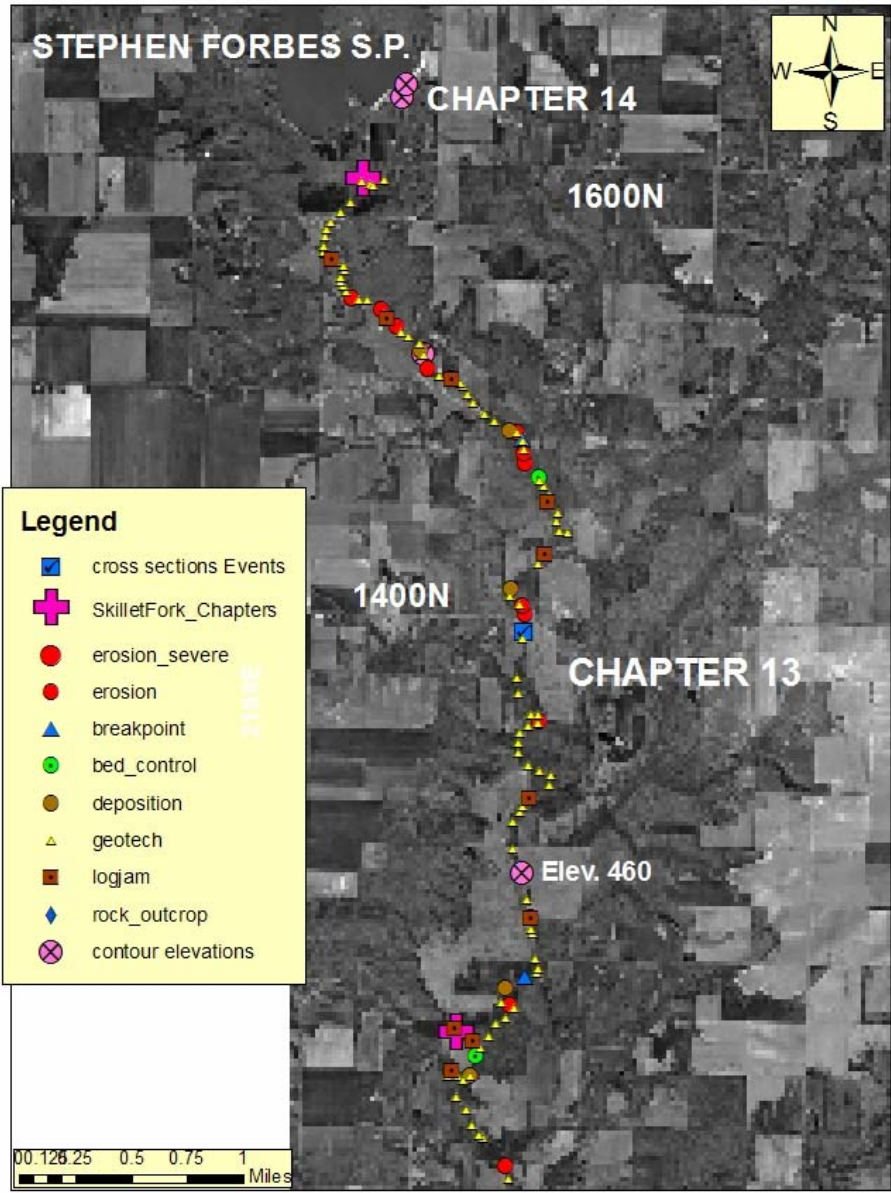 STEPHEN FORBES S.P.
N
W E
S
CHAPTER 14
1600N
Legend
cross sections Events
SkilletFork_Chapters
erosion_severe
erosion
breakpoint
bed_control
deposition
geotech
logjam
rock_outcrop
contour elevations
1400N
CHAPTER 13
Elev. 460
0.5 0.75 1
Miles